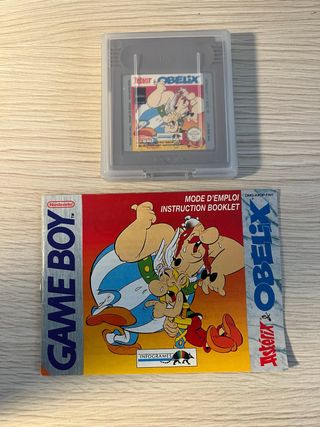 Asterix & OBELIX
Nintendo
GAME BOY
MODE D'EMPLOI
INSTRUCTION BOOKLET
INFOGRAMES
Asterix & OBELIX